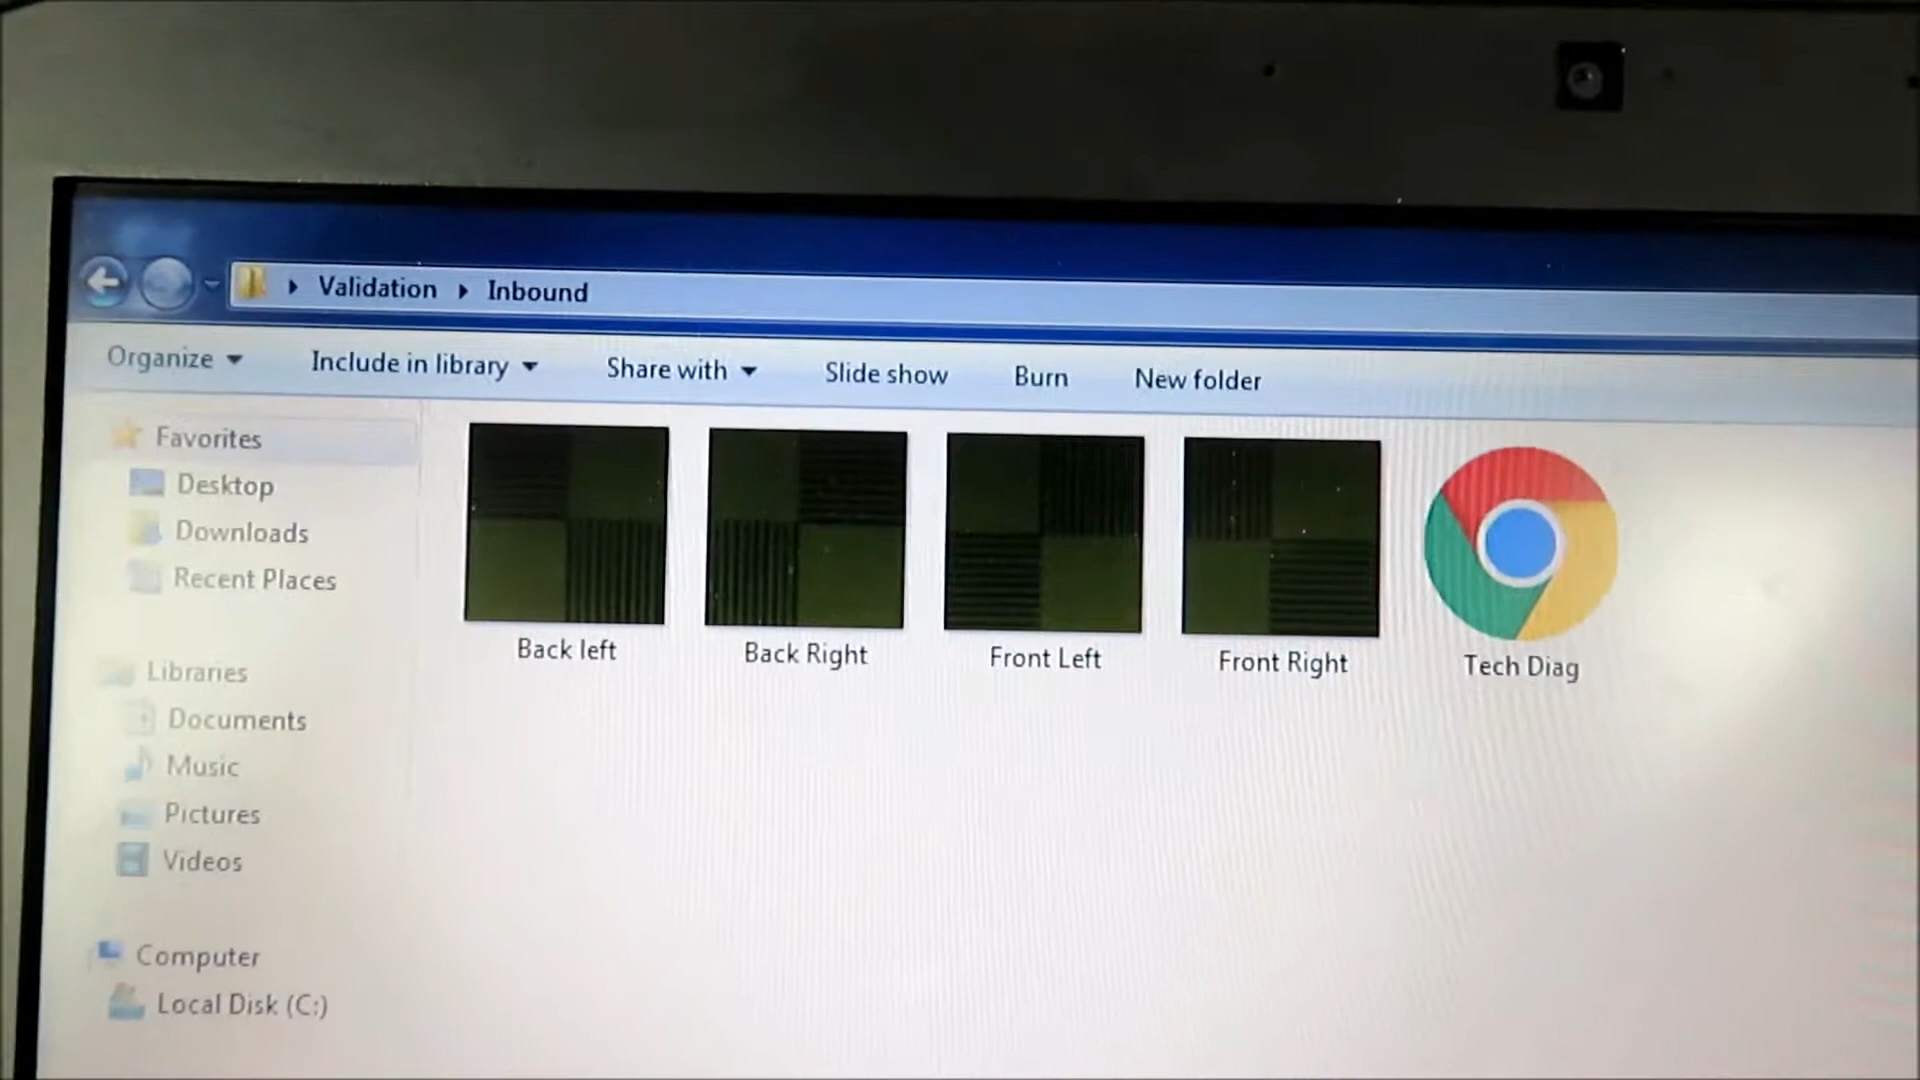 Validation Inbound
Organize Include in library Share with Slide show Burn New folder
Favorites
Desktop
Downloads
Recent Places
Libraries
Documents
Music
Pictures
Videos
Computer
Local Disk (C:)
Back left
Back Right
Front Left
Front Right
Tech Diag